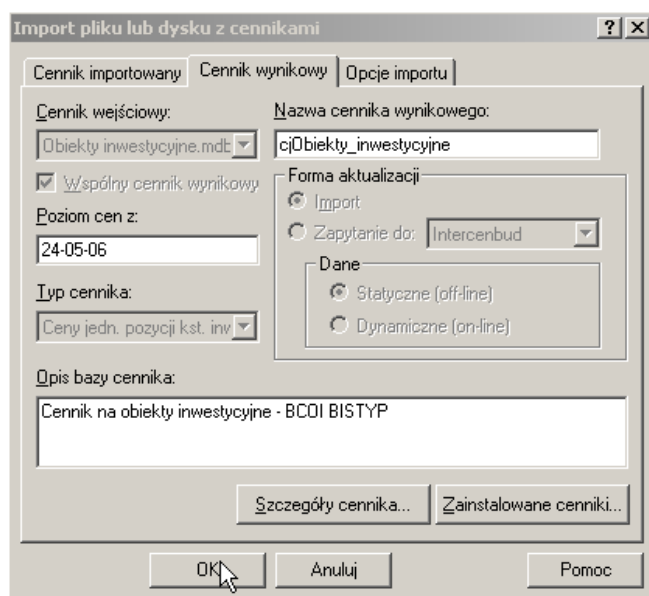 Import pliku lub dysku z cennikami
Cennik importowany
Cennik wynikowy
Opcje importu
Cennik wejściowy:
Obiekty inwestycyjne.mdb
Wspólny cennik wynikowy
Poziom cen z:
24-05-06
Typ cennika:
Ceny jedn. pozycji kst. inw
Nazwa cennika wynikowego:
cjObiekty_inwestycyjne
Forma aktualizacji
Import
Zapytanie do: Intercenbud
Dane
Statyczne (off-line)
Dynamiczne (on-line)
Opis bazy cennika:
Cennik na obiekty inwestycyjne - BCOI BISTYP
Szczegóły cennika...
Zainstalowane cenniki...
OK
Anuluj
Pomoc